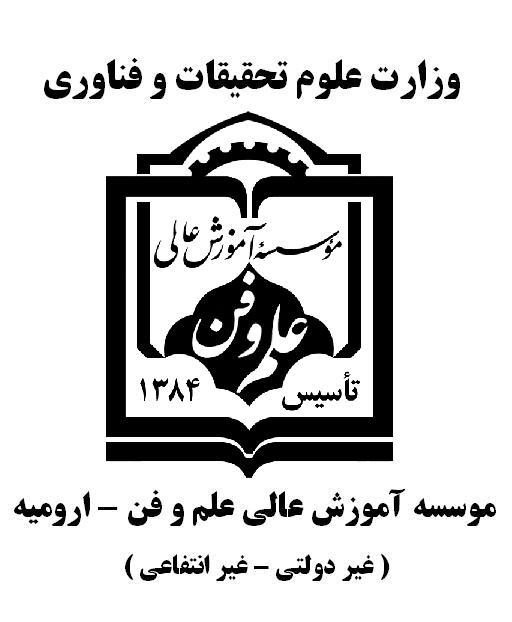 وزارت علوم تحقیقات و فناوری
موسسهٔ آموزش عالی
علم و فن
تأسیس ۱۳۸۴
موسسه آموزش عالی علم و فن - ارومیه
( غیر دولتی - غیر انتفاعی )